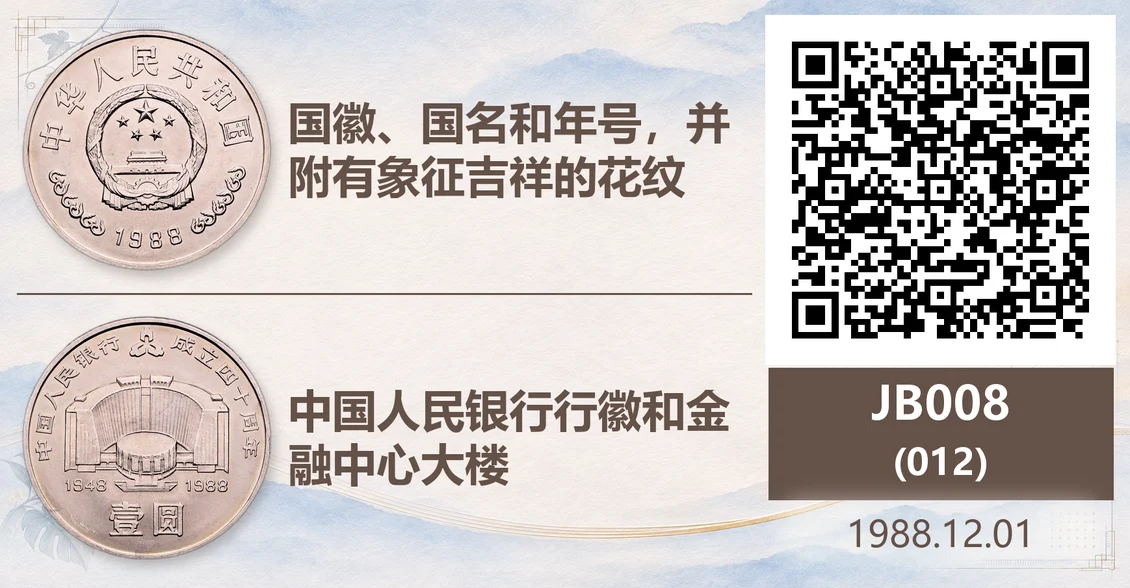 中华人民共和国
1988
国徽、国名和年号，并
附有象征吉祥的花纹
中国人民银行 成立四十周年
1948 1988
壹圆
中国人民银行行徽和金
融中心大楼
JB008
(012)
1988.12.01